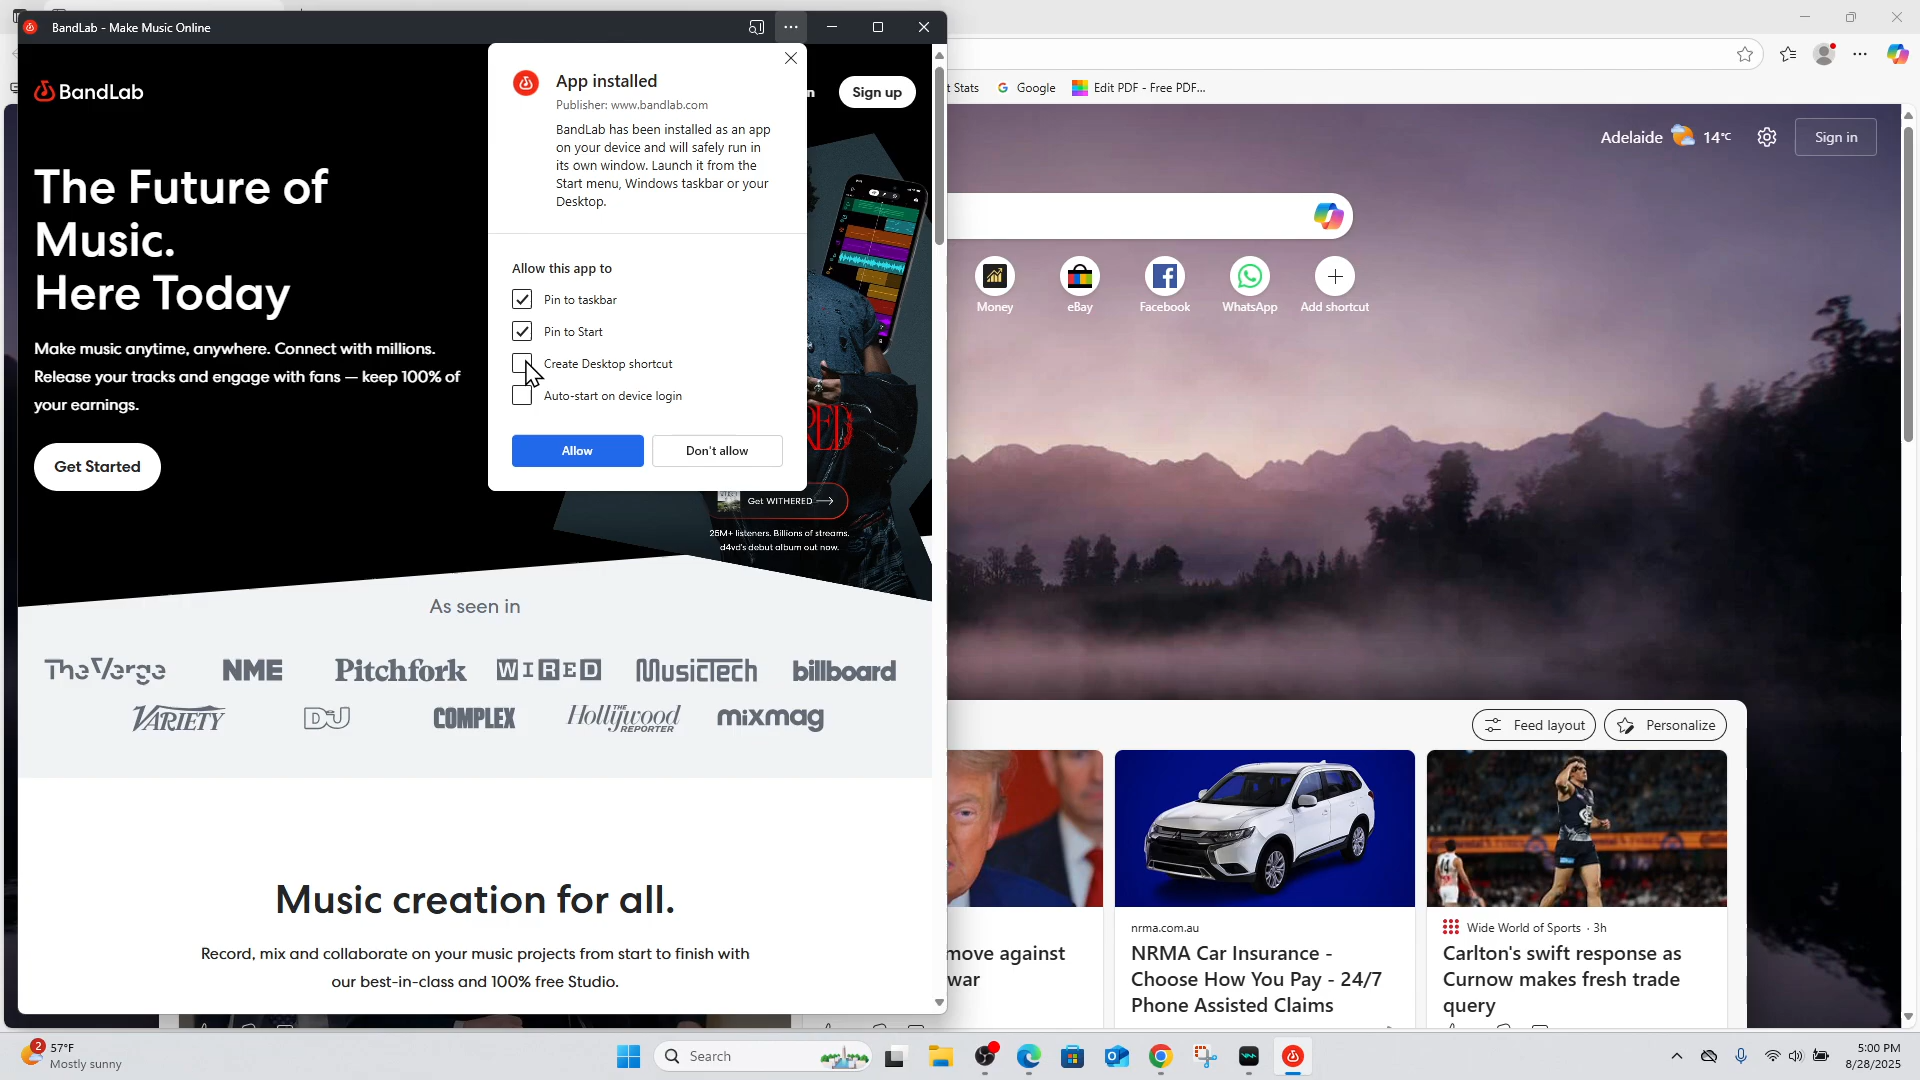 BandLab - Make Music Online
BandLab
Sign up
The Future of
Music.
Here Today
Make music anytime, anywhere. Connect with millions.
Release your tracks and engage with fans — keep 100% of
your earnings.
Get Started
App installed
Publisher: www.bandlab.com
BandLab has been installed as an app
on your device and will safely run in
its own window. Launch it from the
Start menu, Windows taskbar or your
Desktop.
Allow this app to
Pin to taskbar
Pin to Start
Create Desktop shortcut
Auto-start on device login
Allow
Don't allow
Get WITHERED
25M+ listeners. Billions of streams.
d4vd's debut album out now.
As seen in
The Verge NME Pitchfork WIRED MusicTech billboard
VARIETY DJ COMPLEX THE Hollywood REPORTER mixmag
Music creation for all.
Record, mix and collaborate on your music projects from start to finish with
our best-in-class and 100% free Studio.
t Stats
Google
Edit PDF - Free PDF...
Adelaide
14°C
Sign in
Money
eBay
Facebook
WhatsApp
Add shortcut
Feed layout
Personalize
move against
war
nrma.com.au
NRMA Car Insurance -
Choose How You Pay - 24/7
Phone Assisted Claims
Wide World of Sports · 3h
Carlton's swift response as
Curnow makes fresh trade
query
2
57°F
Mostly sunny
Search
5:00 PM
8/28/2025